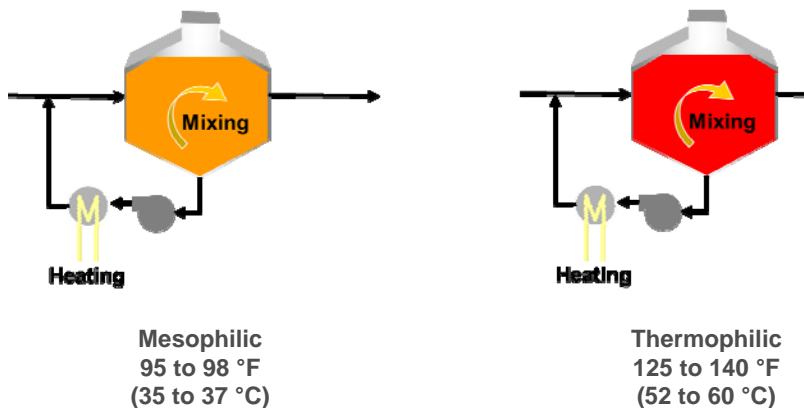 Mixing
Mixing
M
M
Heating
Heating
Mesophilic
95 to 98 °F
(35 to 37 °C)
Thermophilic
125 to 140 °F
(52 to 60 °C)